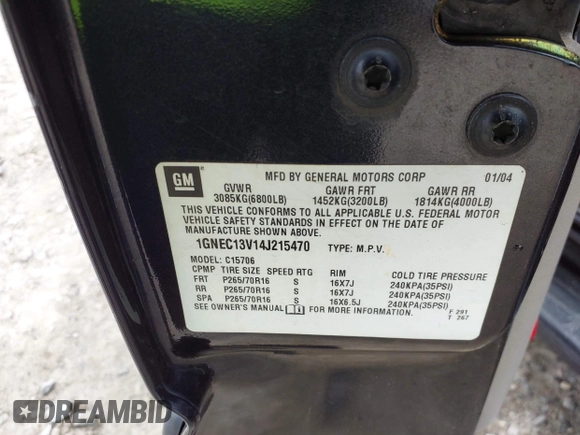 GM
MFD BY GENERAL MOTORS CORP 01/04
GVWR GAWR FRT GAWR RR
3085KG(6800LB) 1452KG(3200LB) 1814KG(4000LB)
THIS VEHICLE CONFORMS TO ALL APPLICABLE U.S. FEDERAL MOTOR
VEHICLE SAFETY STANDARDS IN EFFECT ON THE DATE OF
MANUFACTURE SHOWN ABOVE.
1GNEC13V14J215470 TYPE: M.P.V.
MODEL: C15706
CPMP TIRE SIZE SPEED RTG RIM COLD TIRE PRESSURE
FRT P265/70R16 S 16X7J 240KPA(35PSI)
RR P265/70R16 S 16X7J 240KPA(35PSI)
SPA P265/70R16 S 16X6.5J 240KPA(35PSI)
SEE OWNER'S MANUAL FOR MORE INFORMATION.
F 291
T 267
DREAMBID